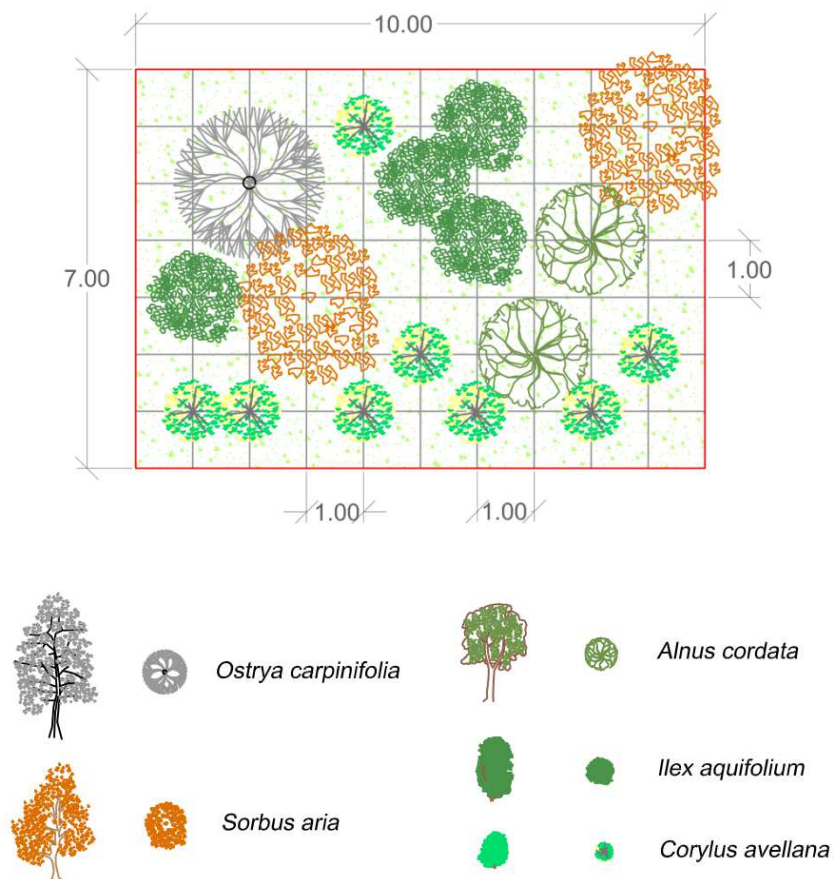 10.00
7.00
1.00
1.00
1.00
Ostrya carpinifolia
Alnus cordata
Ilex aquifolium
Sorbus aria
Corylus avellana